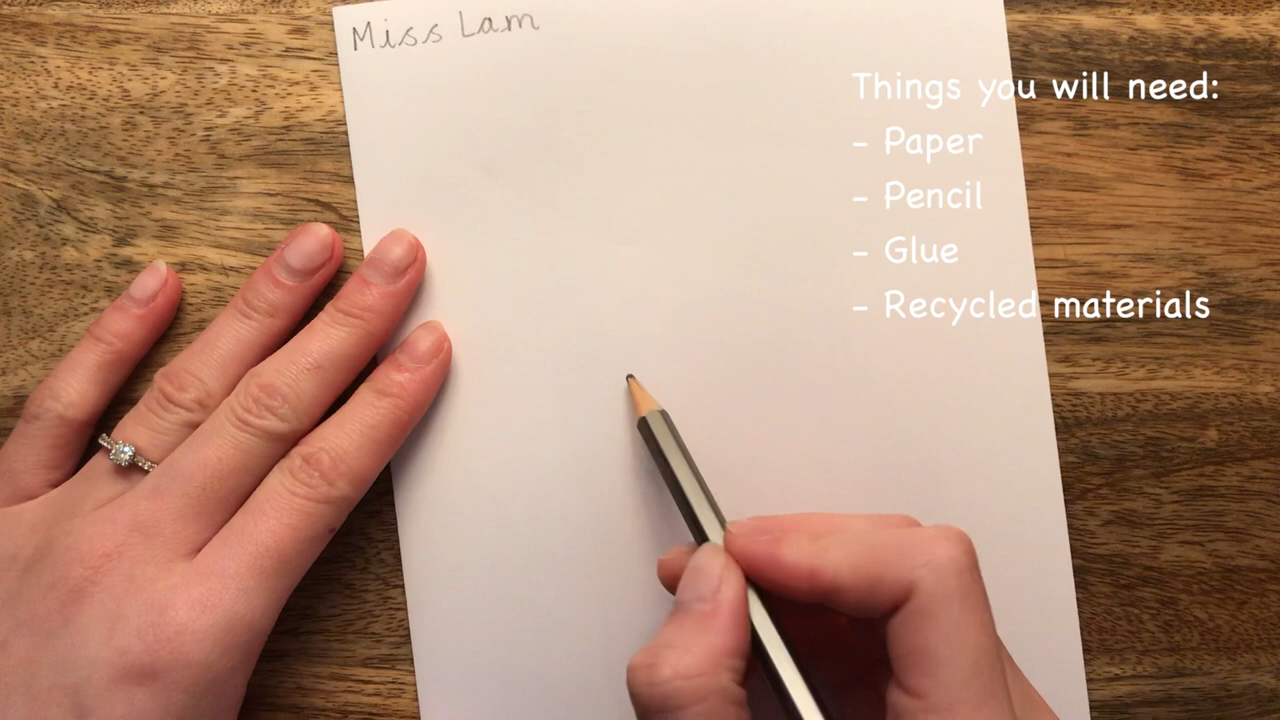 Miss Lam
Things you will need:
- Paper
- Pencil
- Glue
- Recycled materials